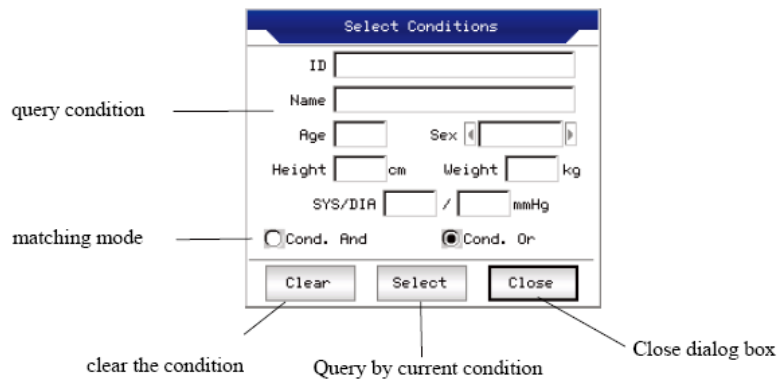 Select Conditions
ID
Name
query condition
Age Sex
Height cm Weight kg
SYS/DIA / mmHg
matching mode Cond. And Cond. Or
Clear Select Close
clear the condition Query by current condition Close dialog box